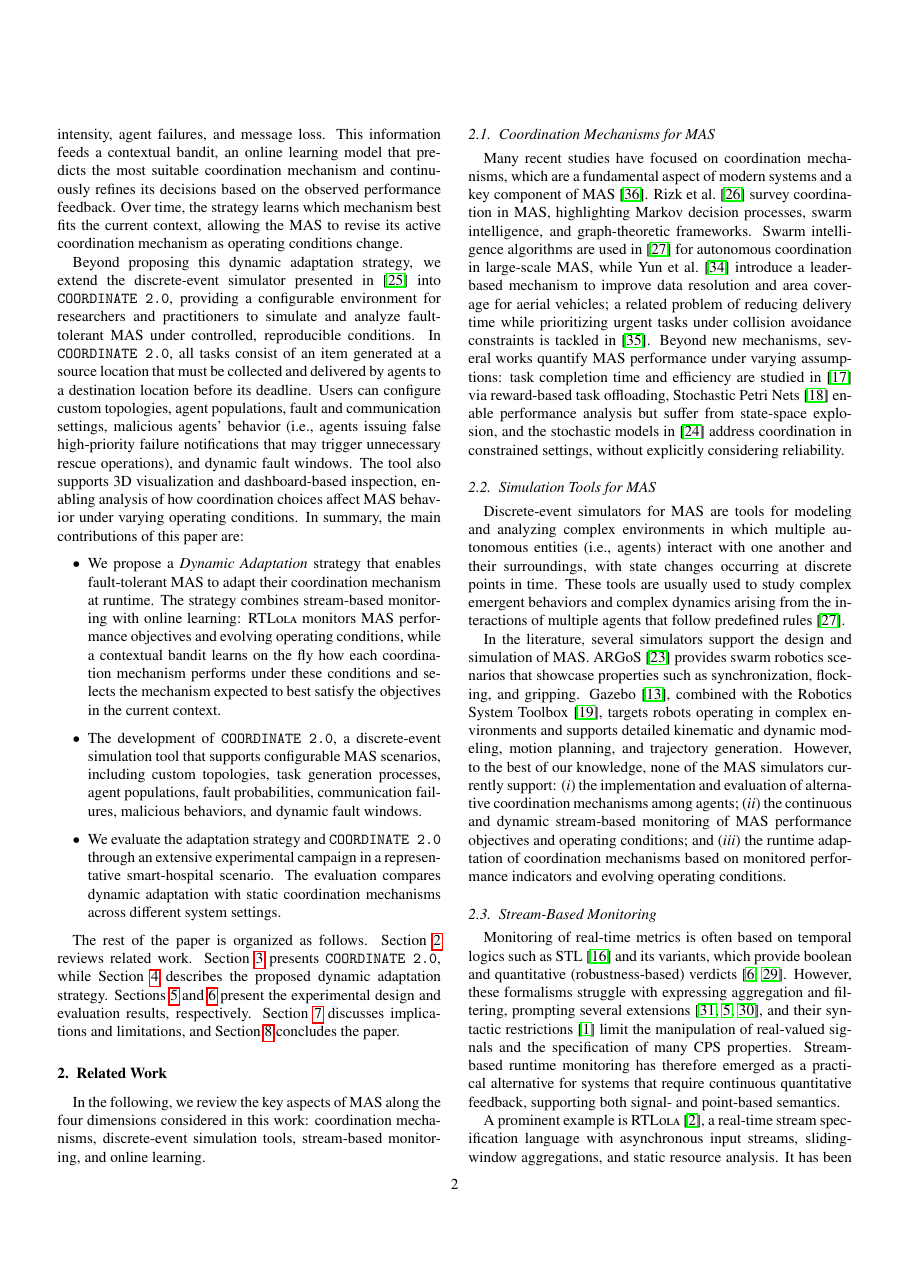 intensity, agent failures, and message loss. This information
feeds a contextual bandit, an online learning model that pre-
dicts the most suitable coordination mechanism and continu-
ously refines its decisions based on the observed performance
feedback. Over time, the strategy learns which mechanism best
fits the current context, allowing the MAS to revise its active
coordination mechanism as operating conditions change.
Beyond proposing this dynamic adaptation strategy, we
extend the discrete-event simulator presented in [25] into
COORDINATE 2.0, providing a configurable environment for
researchers and practitioners to simulate and analyze fault-
tolerant MAS under controlled, reproducible conditions. In
COORDINATE 2.0, all tasks consist of an item generated at a
source location that must be collected and delivered by agents to
a destination location before its deadline. Users can configure
custom topologies, agent populations, fault and communication
settings, malicious agents' behavior (i.e., agents issuing false
high-priority failure notifications that may trigger unnecessary
rescue operations), and dynamic fault windows. The tool also
supports 3D visualization and dashboard-based inspection, en-
abling analysis of how coordination choices affect MAS behav-
ior under varying operating conditions. In summary, the main
contributions of this paper are:
• We propose a Dynamic Adaptation strategy that enables
fault-tolerant MAS to adapt their coordination mechanism
at runtime. The strategy combines stream-based monitor-
ing with online learning: RTLola monitors MAS perfor-
mance objectives and evolving operating conditions, while
a contextual bandit learns on the fly how each coordina-
tion mechanism performs under these conditions and se-
lects the mechanism expected to best satisfy the objectives
in the current context.
• The development of COORDINATE 2.0, a discrete-event
simulation tool that supports configurable MAS scenarios,
including custom topologies, task generation processes,
agent populations, fault probabilities, communication fail-
ures, malicious behaviors, and dynamic fault windows.
• We evaluate the adaptation strategy and COORDINATE 2.0
through an extensive experimental campaign in a represen-
tative smart-hospital scenario. The evaluation compares
dynamic adaptation with static coordination mechanisms
across different system settings.
The rest of the paper is organized as follows. Section 2
reviews related work. Section 3 presents COORDINATE 2.0,
while Section 4 describes the proposed dynamic adaptation
strategy. Sections 5 and 6 present the experimental design and
evaluation results, respectively. Section 7 discusses implica-
tions and limitations, and Section 8 concludes the paper.
2. Related Work
In the following, we review the key aspects of MAS along the
four dimensions considered in this work: coordination mecha-
nisms, discrete-event simulation tools, stream-based monitor-
ing, and online learning.
2.1. Coordination Mechanisms for MAS
Many recent studies have focused on coordination mecha-
nisms, which are a fundamental aspect of modern systems and a
key component of MAS [36]. Rizk et al. [26] survey coordina-
tion in MAS, highlighting Markov decision processes, swarm
intelligence, and graph-theoretic frameworks. Swarm intelli-
gence algorithms are used in [27] for autonomous coordination
in large-scale MAS, while Yun et al. [34] introduce a leader-
based mechanism to improve data resolution and area cover-
age for aerial vehicles; a related problem of reducing delivery
time while prioritizing urgent tasks under collision avoidance
constraints is tackled in [35]. Beyond new mechanisms, sev-
eral works quantify MAS performance under varying assump-
tions: task completion time and efficiency are studied in [17]
via reward-based task offloading, Stochastic Petri Nets [18] en-
able performance analysis but suffer from state-space explo-
sion, and the stochastic models in [24] address coordination in
constrained settings, without explicitly considering reliability.
2.2. Simulation Tools for MAS
Discrete-event simulators for MAS are tools for modeling
and analyzing complex environments in which multiple au-
tonomous entities (i.e., agents) interact with one another and
their surroundings, with state changes occurring at discrete
points in time. These tools are usually used to study complex
emergent behaviors and complex dynamics arising from the in-
teractions of multiple agents that follow predefined rules [27].
In the literature, several simulators support the design and
simulation of MAS. ARGoS [23] provides swarm robotics sce-
narios that showcase properties such as synchronization, flock-
ing, and gripping. Gazebo [13], combined with the Robotics
System Toolbox [19], targets robots operating in complex en-
vironments and supports detailed kinematic and dynamic mod-
eling, motion planning, and trajectory generation. However,
to the best of our knowledge, none of the MAS simulators cur-
rently support: (i) the implementation and evaluation of alterna-
tive coordination mechanisms among agents; (ii) the continuous
and dynamic stream-based monitoring of MAS performance
objectives and operating conditions; and (iii) the runtime adap-
tation of coordination mechanisms based on monitored perfor-
mance indicators and evolving operating conditions.
2.3. Stream-Based Monitoring
Monitoring of real-time metrics is often based on temporal
logics such as STL [16] and its variants, which provide boolean
and quantitative (robustness-based) verdicts [6, 29]. However,
these formalisms struggle with expressing aggregation and fil-
tering, prompting several extensions [31, 5, 30], and their syn-
tactic restrictions [1] limit the manipulation of real-valued sig-
nals and the specification of many CPS properties. Stream-
based runtime monitoring has therefore emerged as a practi-
cal alternative for systems that require continuous quantitative
feedback, supporting both signal- and point-based semantics.
A prominent example is RTLola [2], a real-time stream spec-
ification language with asynchronous input streams, sliding-
window aggregations, and static resource analysis. It has been
2